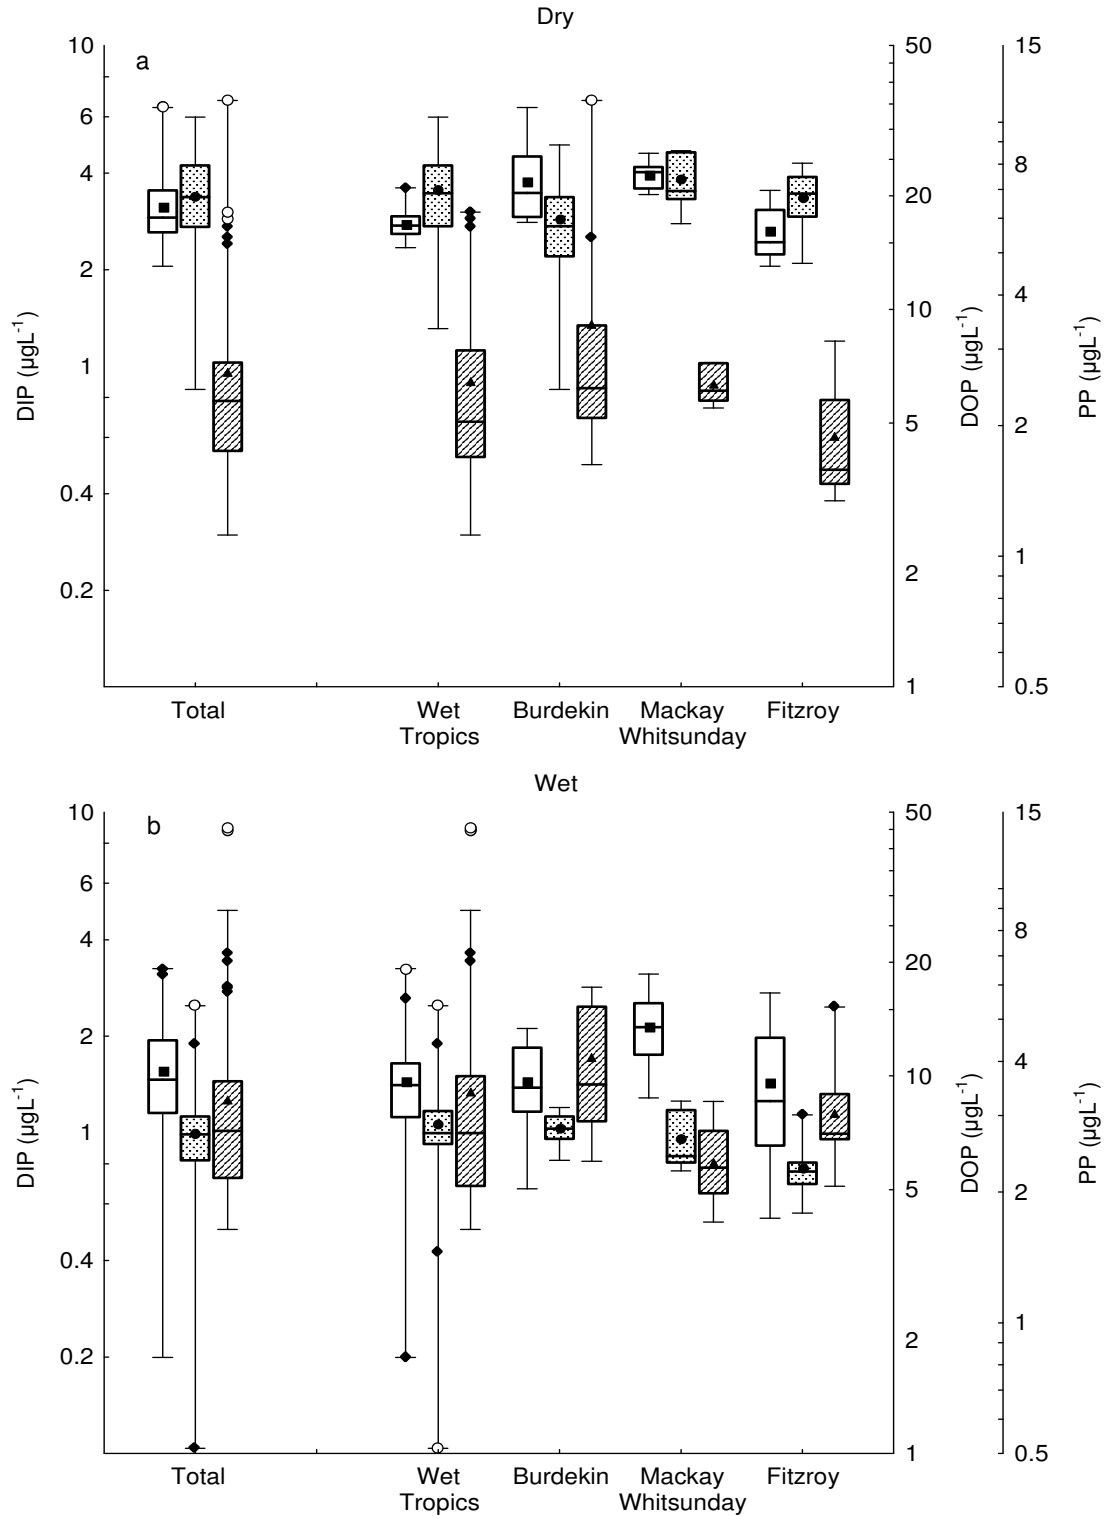 Dry
a
10
6
4
2
1
0.4
0.2
DIP (µgL-1)
50
20
10
5
2
1
DOP (µgL-1)
15
8
4
2
1
0.5
PP (µgL-1)
Total
Wet Tropics
Burdekin
Mackay Whitsunday
Fitzroy
Wet
b
10
6
4
2
1
0.4
0.2
DIP (µgL-1)
50
20
10
5
2
1
DOP (µgL-1)
15
8
4
2
1
0.5
PP (µgL-1)
Total
Wet Tropics
Burdekin
Mackay Whitsunday
Fitzroy